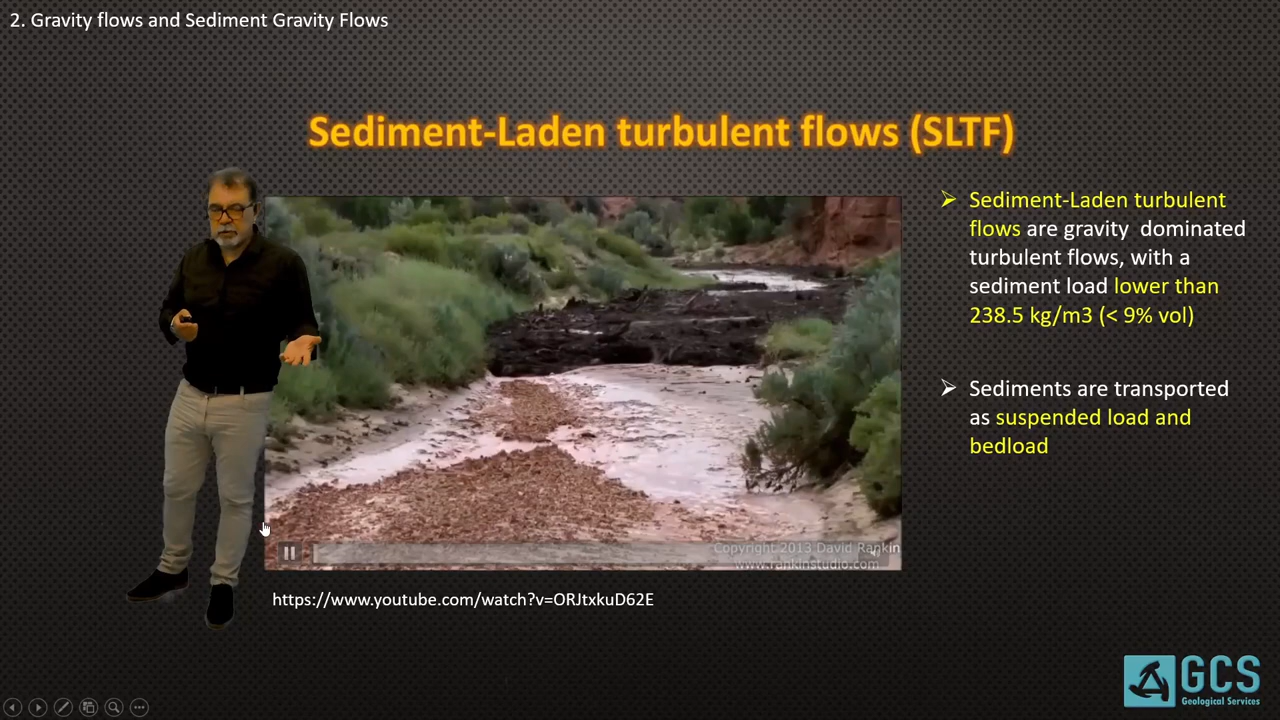 2. Gravity flows and Sediment Gravity Flows
Sediment-Laden turbulent flows (SLTF)
Sediment-Laden turbulent
flows are gravity dominated
turbulent flows, with a
sediment load lower than
238.5 kg/m3 (< 9% vol)
Sediments are transported
as suspended load and
bedload
Copyright 2013 David Rankin
www.rankinstudio.com
https://www.youtube.com/watch?v=ORJtxkuD62E
GCS
Geological Services